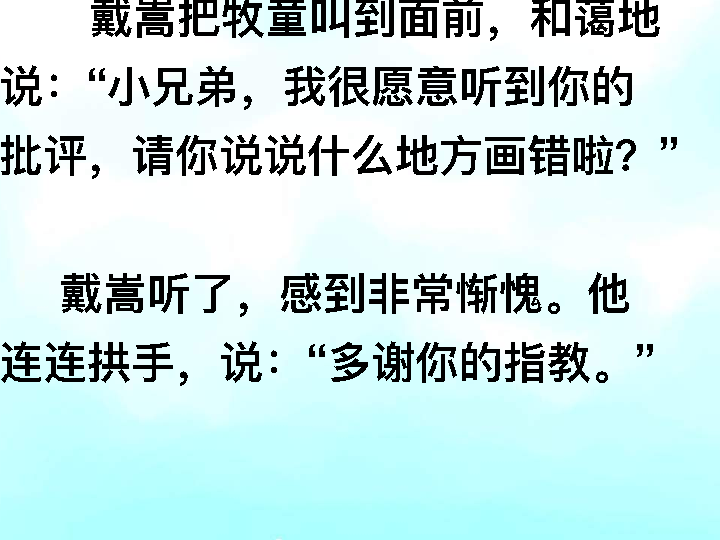 戴嵩把牧童叫到面前，和蔼地
说：“小兄弟，我很愿意听到你的
批评，请你说说什么地方画错啦？”
戴嵩听了，感到非常惭愧。他
连连拱手，说：“多谢你的指教。”